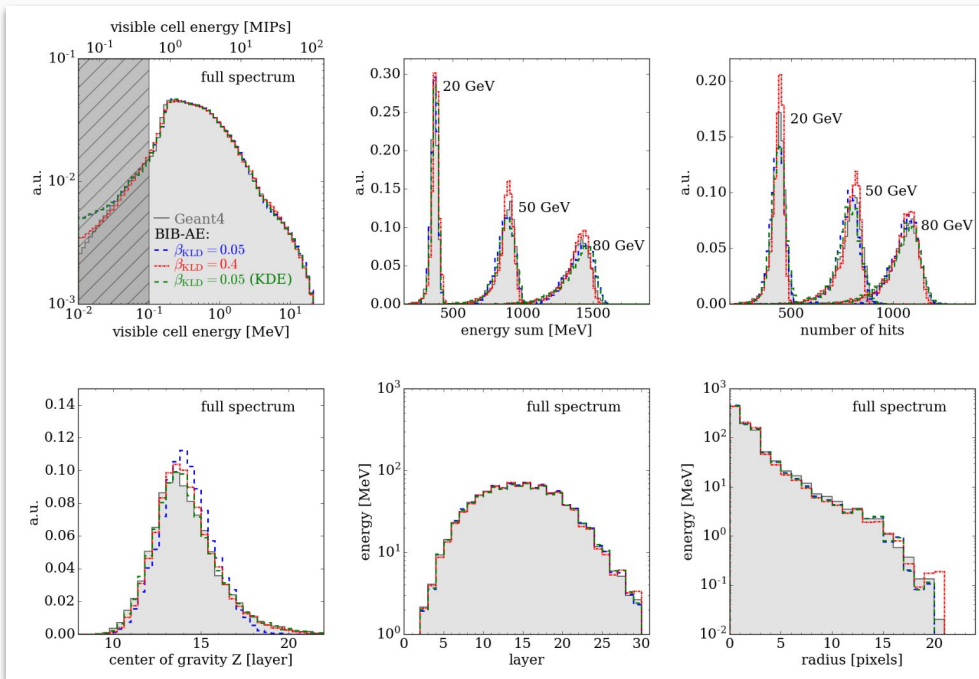 visible cell energy [MIPs]
10^-1 10^0 10^1 10^2
10^-1
10^-2
10^-3
a.u.
full spectrum
Geant4
BIB-AE:
β_KLD = 0.05
β_KLD = 0.4
β_KLD = 0.05 (KDE)
10^-2 10^-1 10^0 10^1
visible cell energy [MeV]
0.30
0.25
0.20
0.15
0.10
0.05
0.00
a.u.
20 GeV
50 GeV
80 GeV
500 1000 1500
energy sum [MeV]
0.20
0.15
0.10
0.05
0.00
a.u.
20 GeV
50 GeV
80 GeV
500 1000
number of hits
0.14
0.12
0.10
0.08
0.06
0.04
0.02
0.00
a.u.
full spectrum
10 15 20
center of gravity Z [layer]
10^3
10^2
10^1
10^0
energy [MeV]
full spectrum
0 5 10 15 20 25 30
layer
10^3
10^2
10^1
10^0
10^-1
10^-2
energy [MeV]
full spectrum
0 5 10 15 20
radius [pixels]